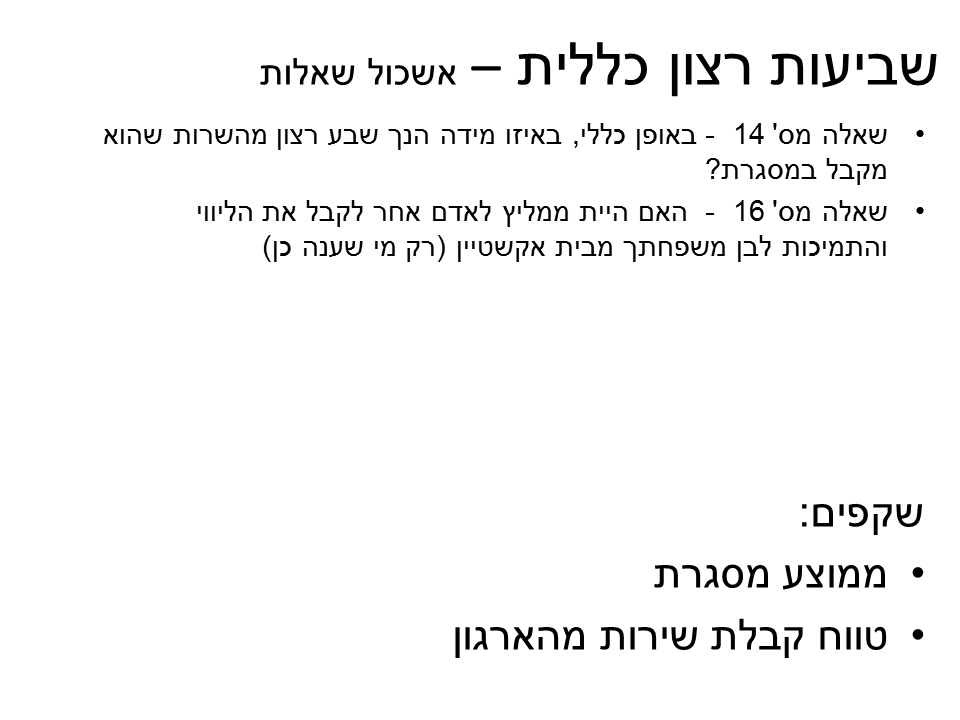 שביעות רצון כללית – אשכול שאלות
• שאלה מס' 14 - באופן כללי, באיזו מידה הנך שבע רצון מהשרות שהוא
מקבל במסגרת?
• שאלה מס' 16 - האם היית ממליץ לאדם אחר לקבל את הליווי
והתמיכות לבן משפחתך מבית אקשטיין (רק מי שענה כן)
שקפים:
• ממוצע מסגרת
• טווח קבלת שירות מהארגון